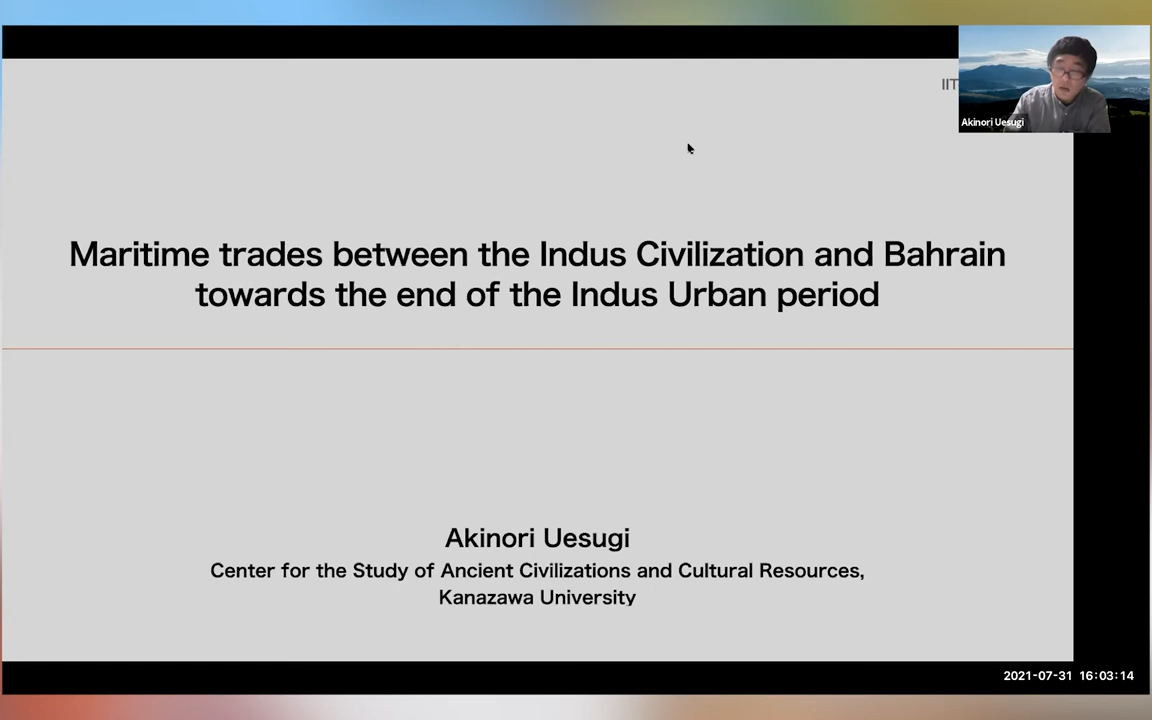 IIT
Akinori Uesugi
Maritime trades between the Indus Civilization and Bahrain
towards the end of the Indus Urban period
Akinori Uesugi
Center for the Study of Ancient Civilizations and Cultural Resources,
Kanazawa University
2021-07-31 16:03:14